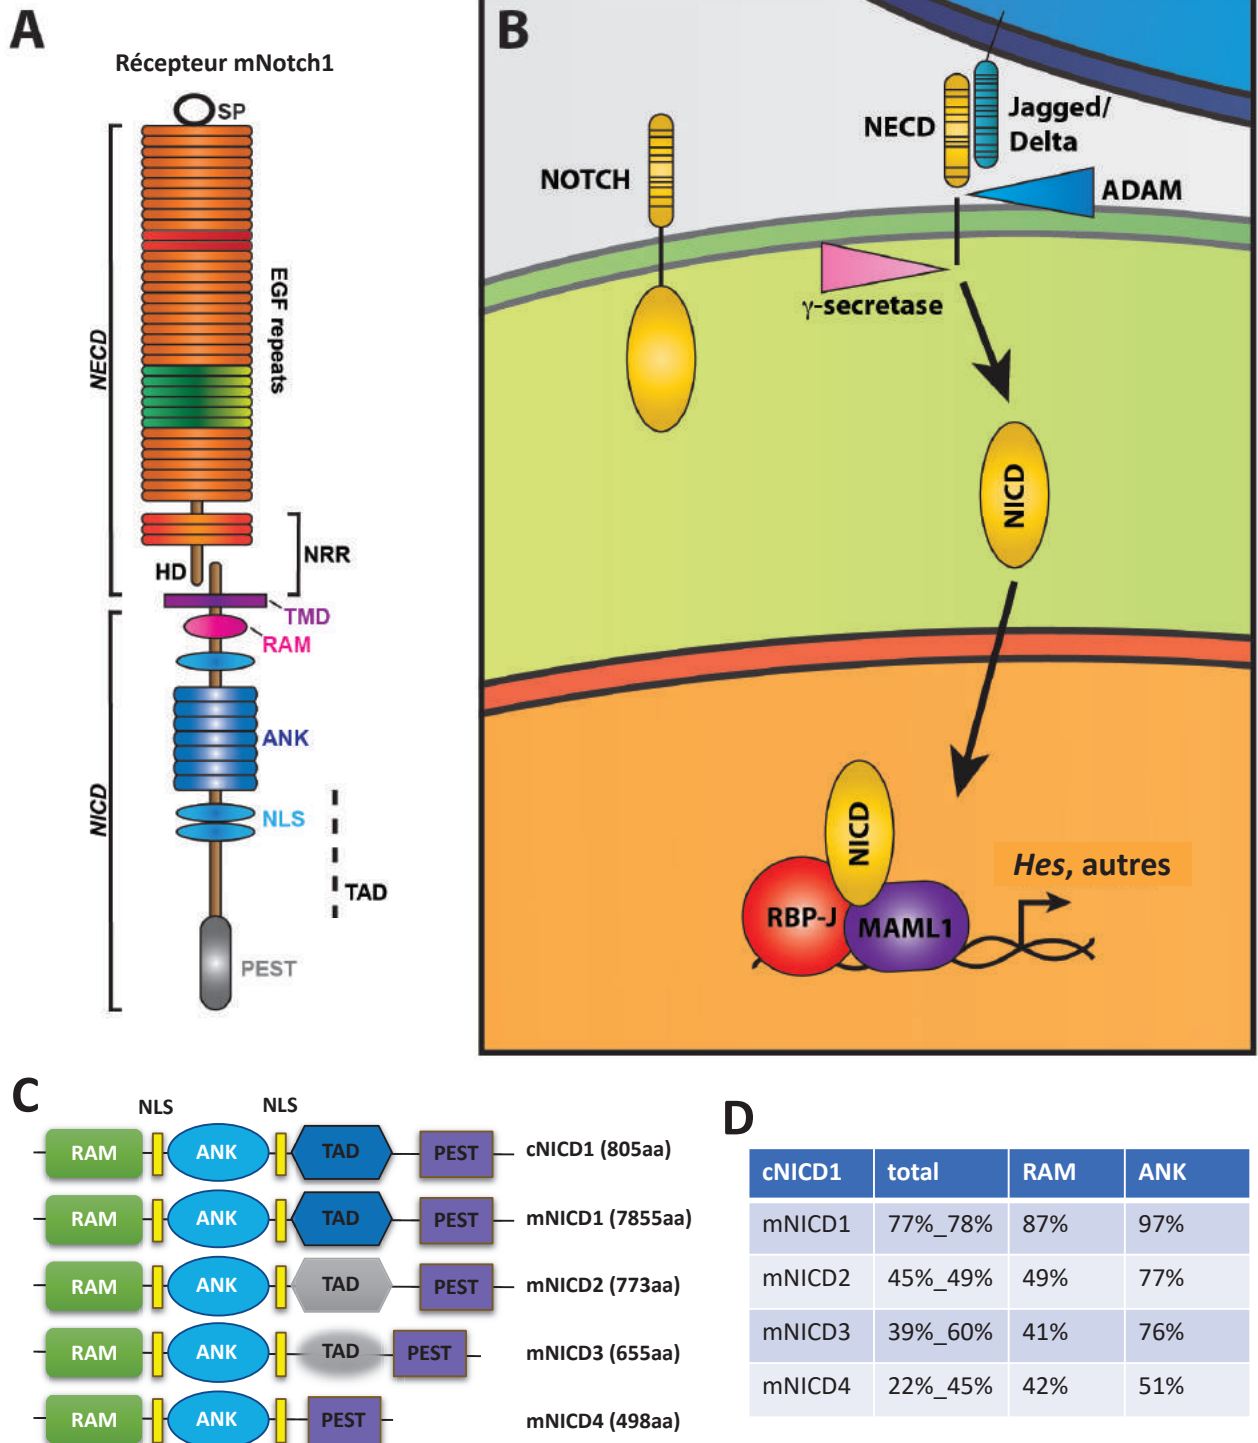 A
Récepteur mNotch1
SP
NECD
EGF repeats
HD
NRR
TMD
RAM
NICD
ANK
NLS
TAD
PEST
B
NOTCH
NECD
Jagged/
Delta
ADAM
γ-secretase
NICD
NICD
RBP-J
MAML1
Hes, autres
C
NLS NLS
RAM ANK TAD PEST cNICD1 (805aa)
RAM ANK TAD PEST mNICD1 (7855aa)
RAM ANK TAD PEST mNICD2 (773aa)
RAM ANK TAD PEST mNICD3 (655aa)
RAM ANK PEST mNICD4 (498aa)
D
cNICD1 total RAM ANK
mNICD1 77%_78% 87% 97%
mNICD2 45%_49% 49% 77%
mNICD3 39%_60% 41% 76%
mNICD4 22%_45% 42% 51%